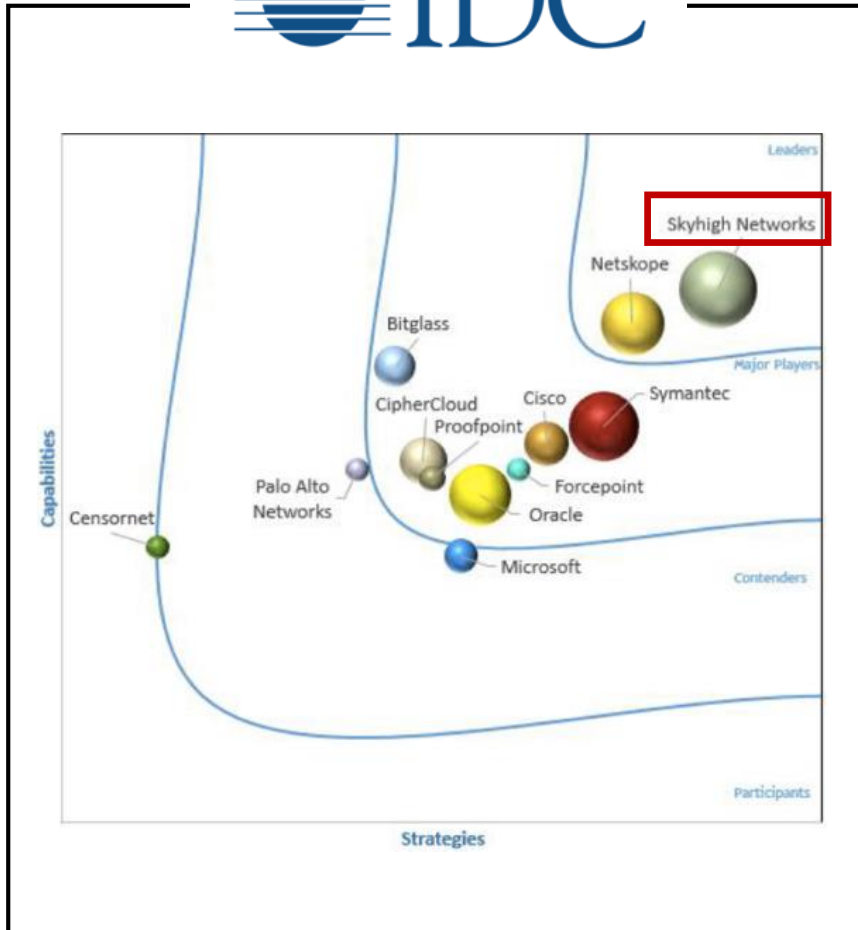 IDC
Leaders
Skyhigh Networks
Netskope
Bitglass
Major Players
Symantec
Cisco
CipherCloud
Proofpoint
Palo Alto
Networks
Forcepoint
Oracle
Censornet
Microsoft
Contenders
Participants
Capabilities
Strategies